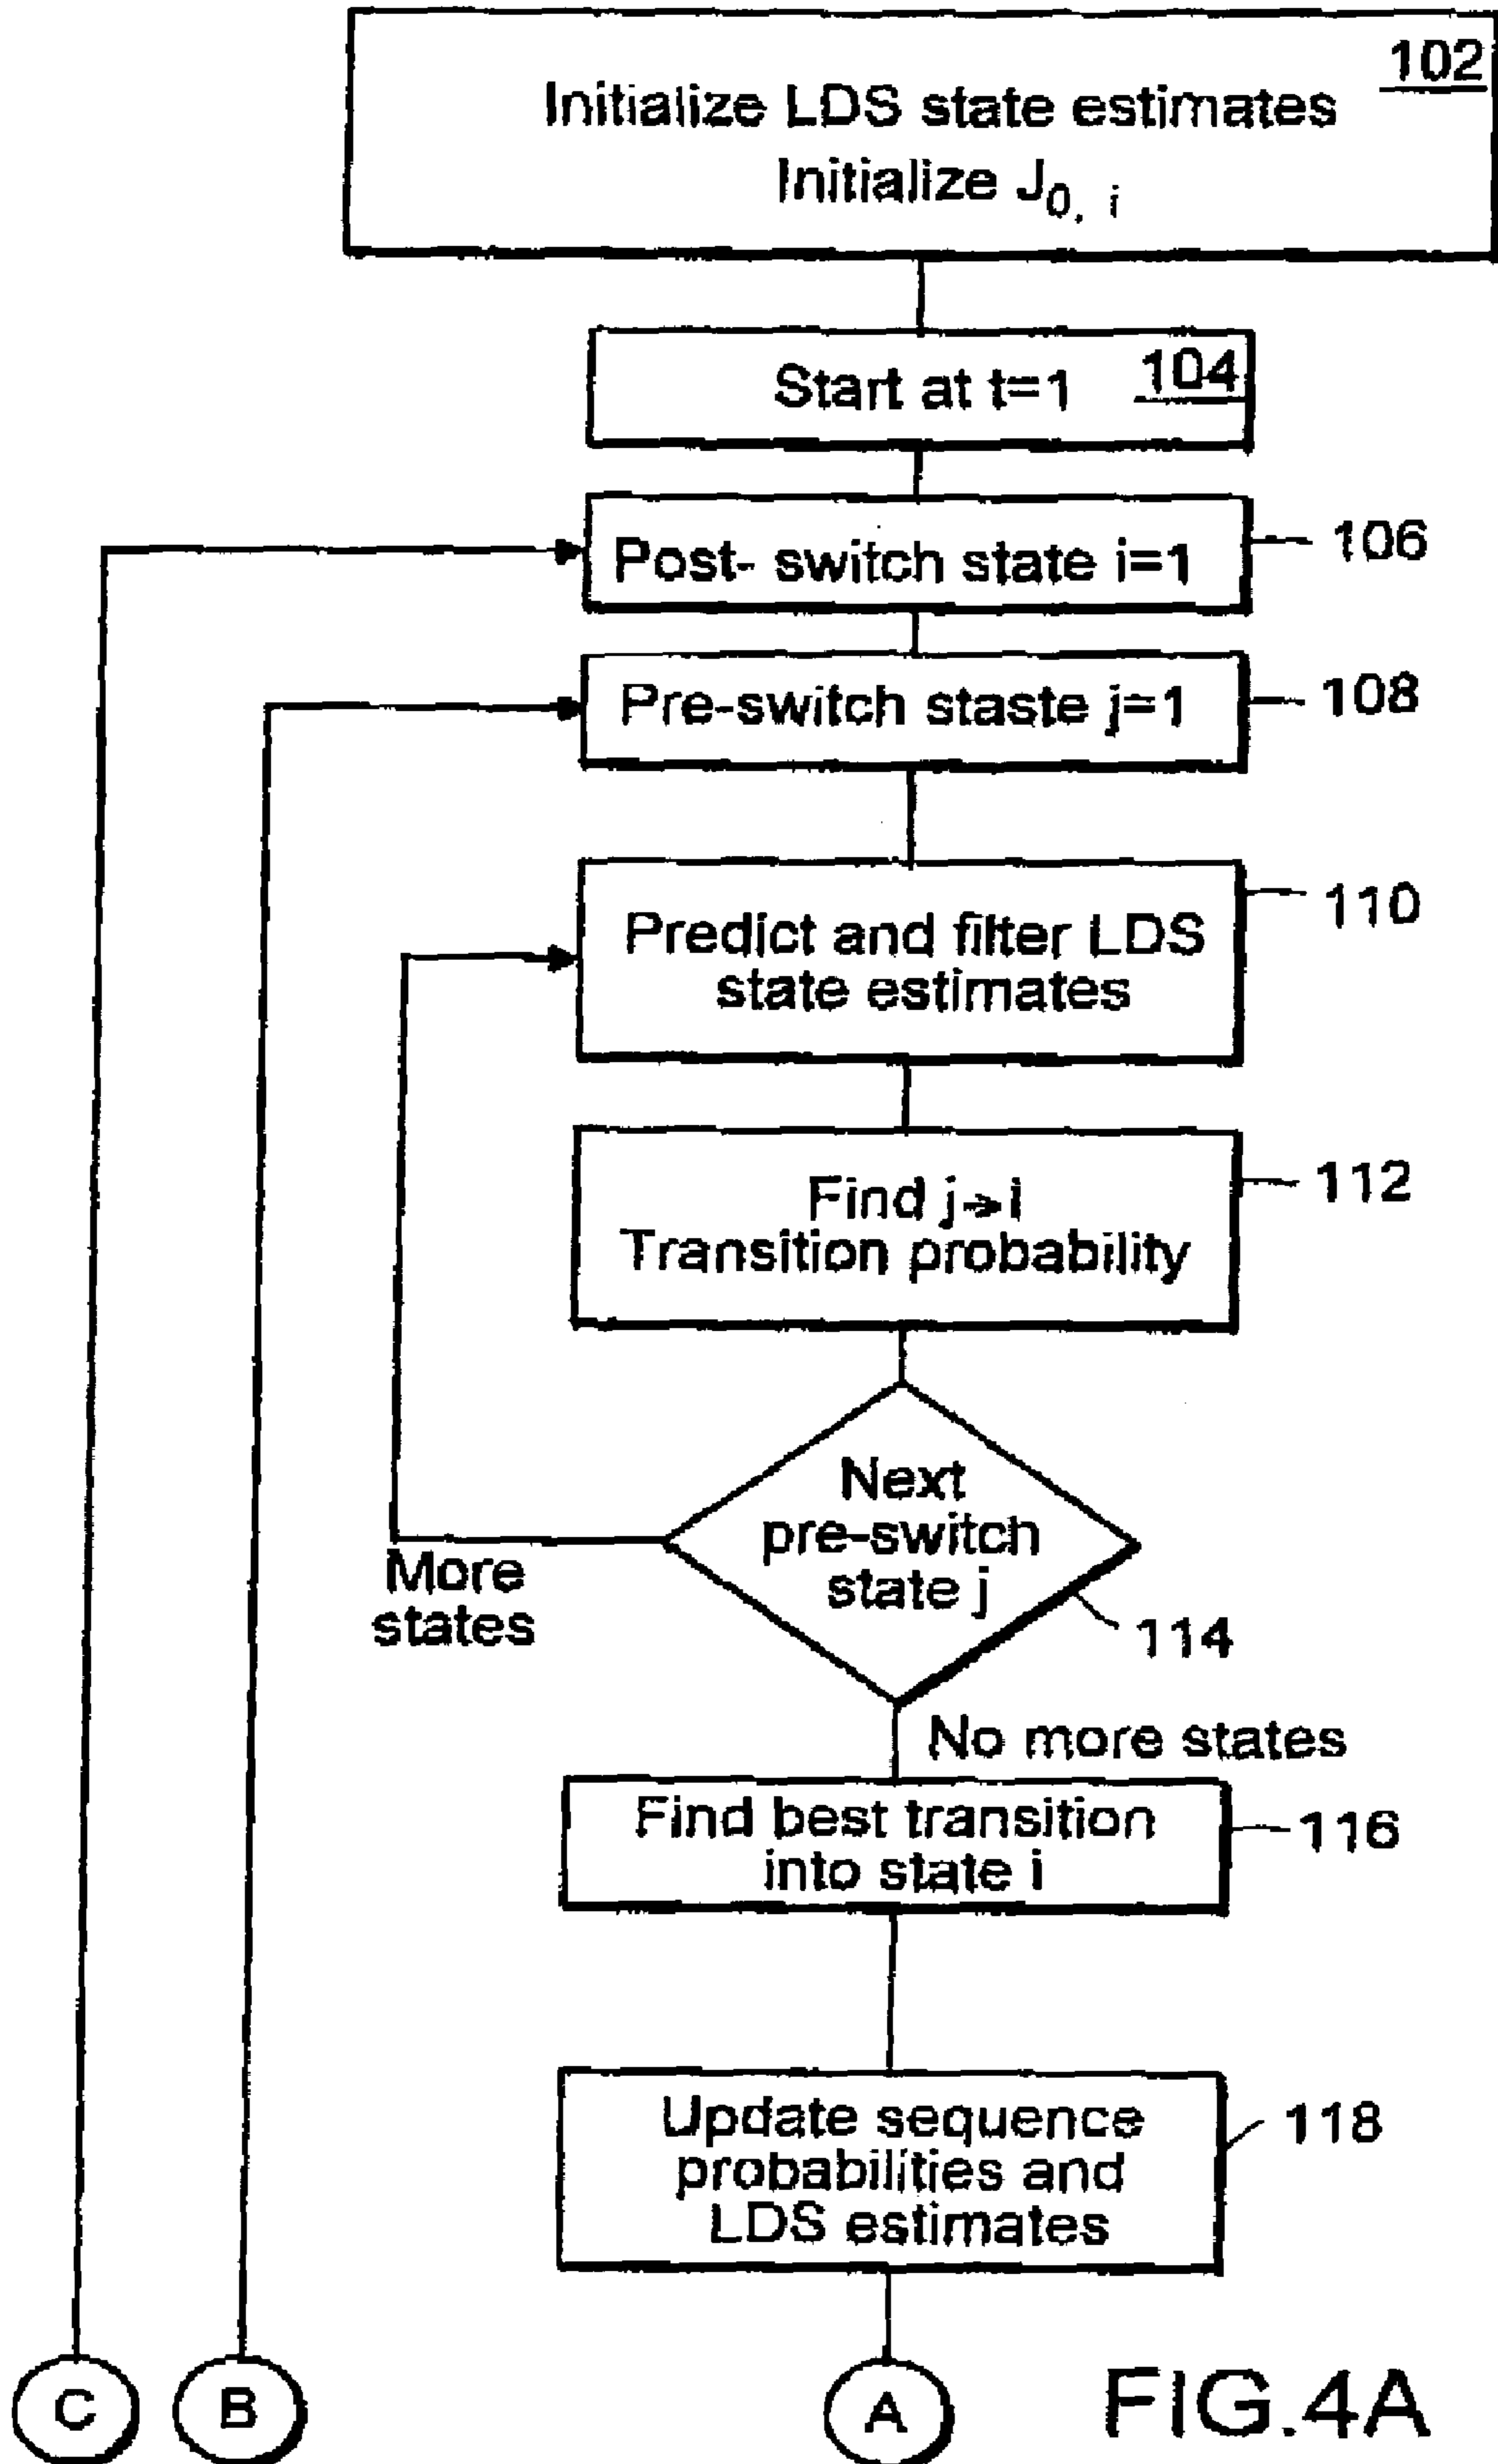 102
Initialize LDS state estimates
Initialize J0, i
Start at t=1 104
Post- switch state i=1 106
Pre-switch staste j=1 108
Predict and filter LDS
state estimates
110
Find j→i
Transition probability
112
Next
pre-switch
state j
114
More
states
No more states
Find best transition
into state i
116
Update sequence
probabilities and
LDS estimates
118
C
B
A
FIG.4A